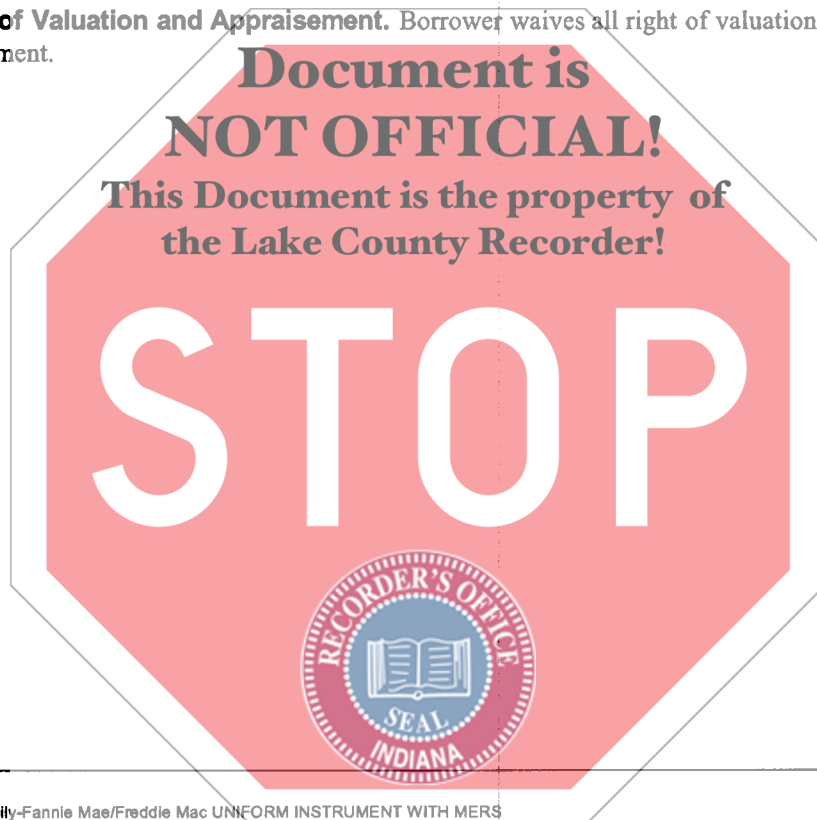 of Valuation and Appraisement. Borrower waives all right of valuation
ment.
Document is
NOT OFFICIAL!
This Document is the property of
the Lake County Recorder!
STOP
RECORDER'S OFFICE
SEAL
INDIANA
ily-Fannie Mae/Freddie Mac UNIFORM INSTRUMENT WITH MERS